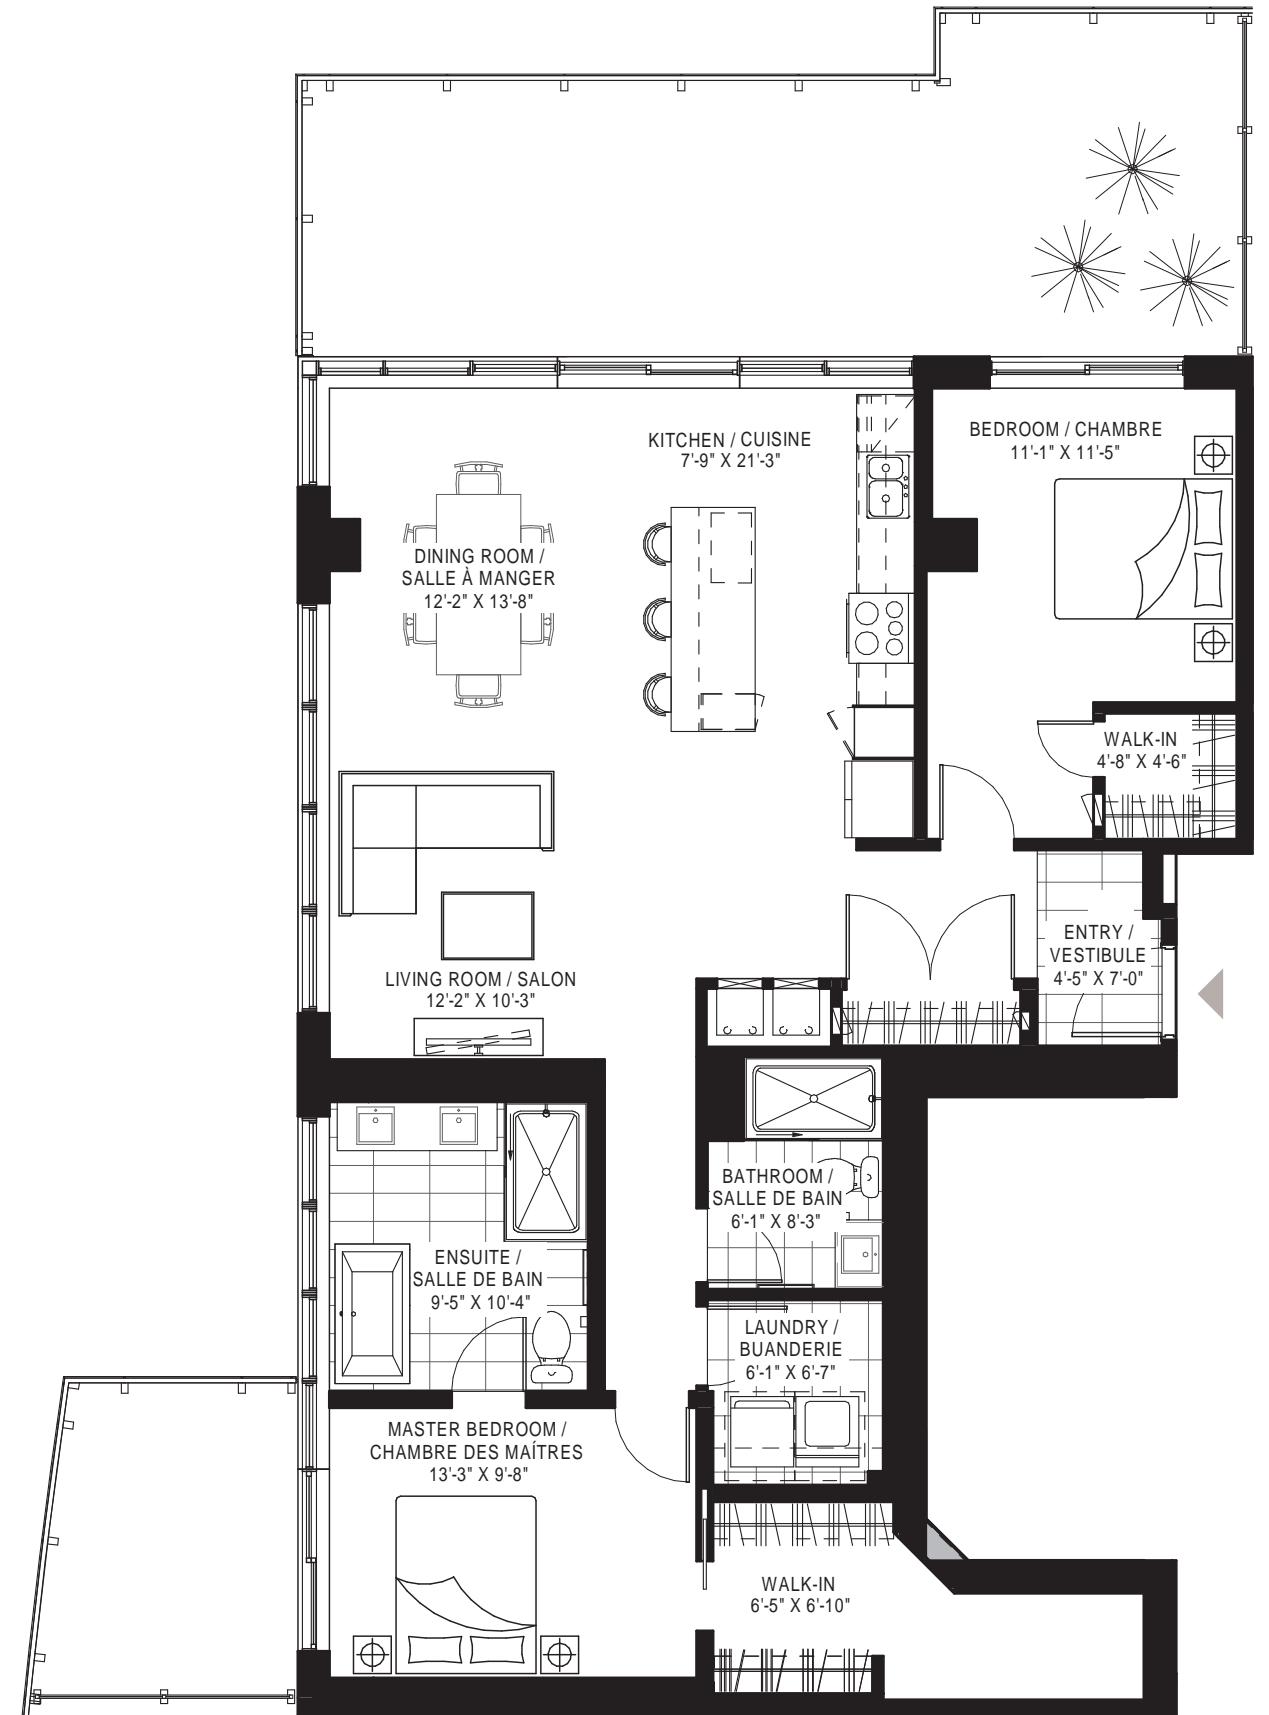 KITCHEN / CUISINE
7'-9" X 21'-3"
BEDROOM / CHAMBRE
11'-1" X 11'-5"
DINING ROOM /
SALLE À MANGER
12'-2" X 13'-8"
WALK-IN
4'-8" X 4'-6"
ENTRY /
VESTIBULE
4'-5" X 7'-0"
LIVING ROOM / SALON
12'-2" X 10'-3"
BATHROOM /
SALLE DE BAIN
6'-1" X 8'-3"
ENSUITE /
SALLE DE BAIN
9'-5" X 10'-4"
LAUNDRY /
BUANDERIE
6'-1" X 6'-7"
MASTER BEDROOM /
CHAMBRE DES MAÍTRES
13'-3" X 9'-8"
WALK-IN
6'-5" X 6'-10"